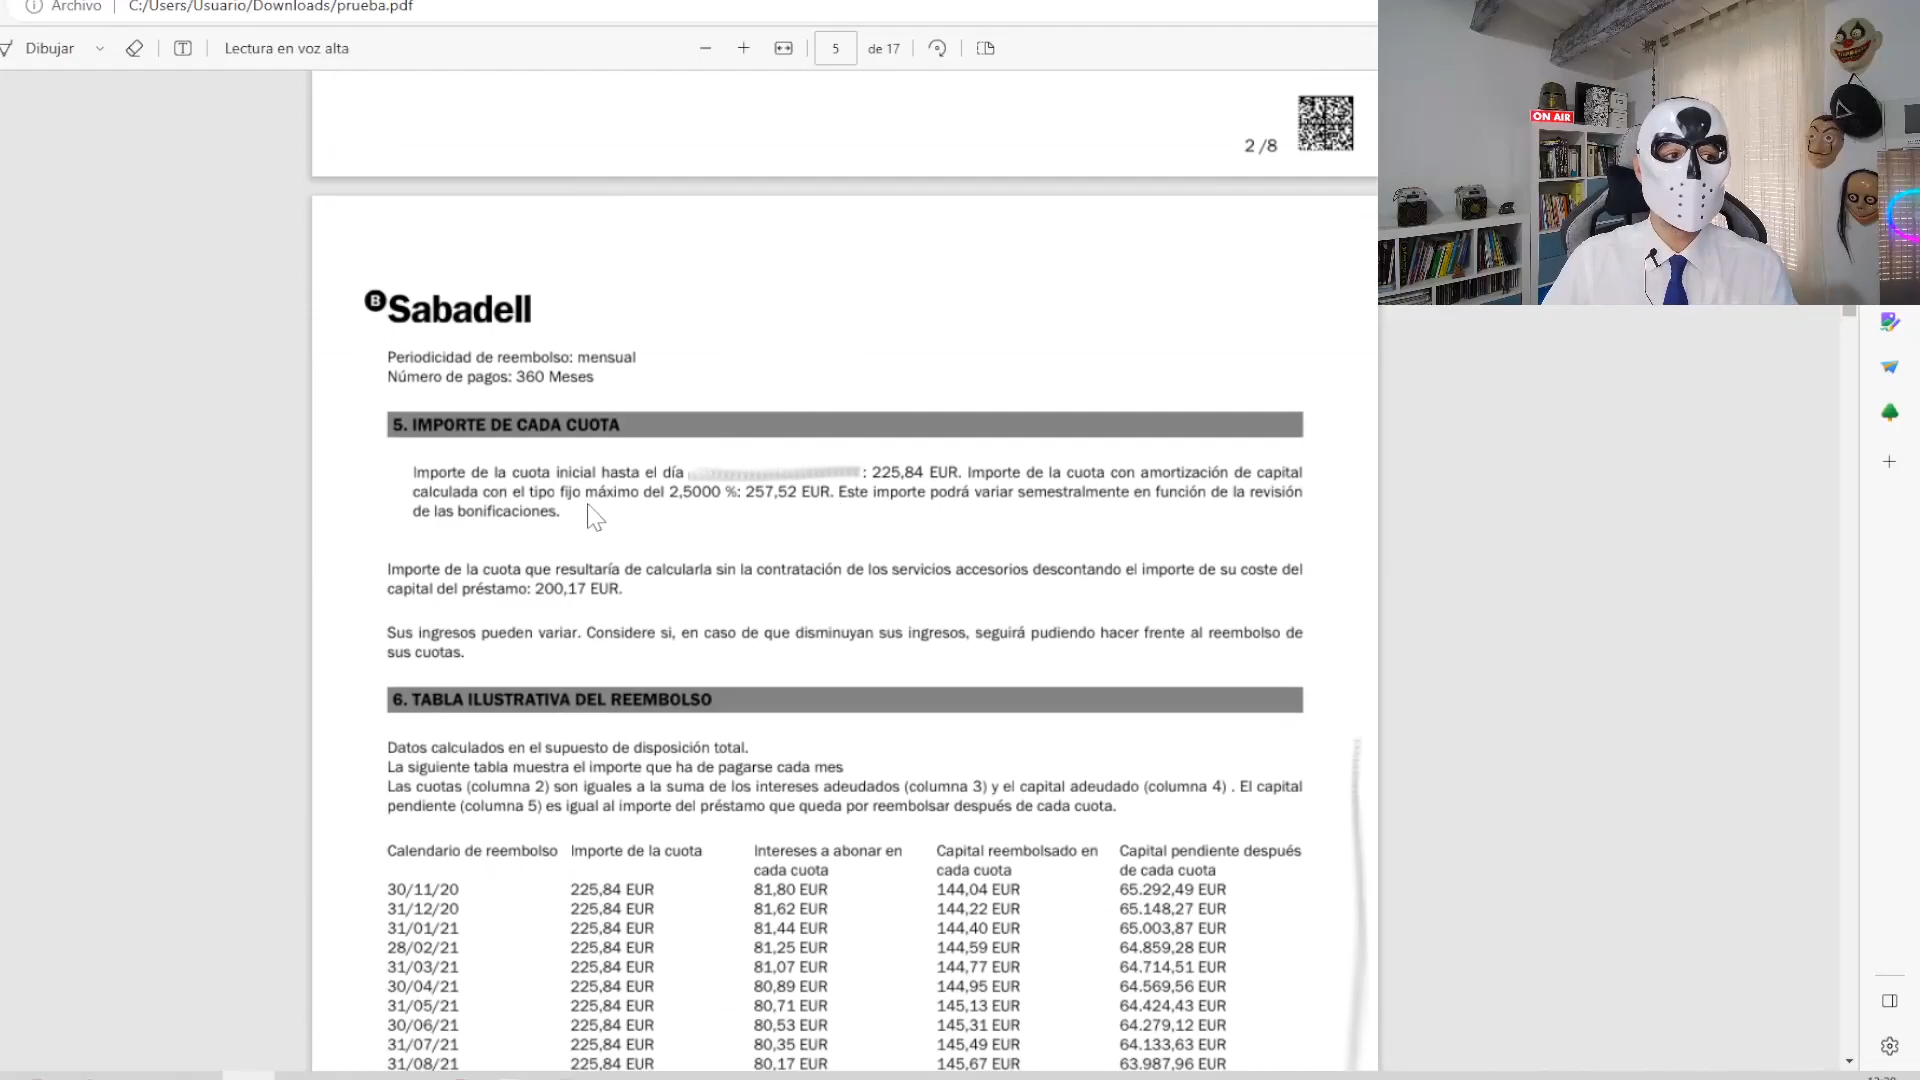 Archivo
C:/Users/Usuario/Downloads/prueba.pdf
Dibujar
Lectura en voz alta
5 de 17
ON AIR
2 /8
B Sabadell
Periodicidad de reembolso: mensual
Número de pagos: 360 Meses
5. IMPORTE DE CADA CUOTA
Importe de la cuota inicial hasta el día : 225,84 EUR. Importe de la cuota con amortización de capital
calculada con el tipo fijo máximo del 2,5000 %: 257,52 EUR. Este importe podrá variar semestralmente en función de la revisión
de las bonificaciones.
Importe de la cuota que resultaría de calcularla sin la contratación de los servicios accesorios descontando el importe de su coste del
capital del préstamo: 200,17 EUR.
Sus ingresos pueden variar. Considere si, en caso de que disminuyan sus ingresos, seguirá pudiendo hacer frente al reembolso de
sus cuotas.
6. TABLA ILUSTRATIVA DEL REEMBOLSO
Datos calculados en el supuesto de disposición total.
La siguiente tabla muestra el importe que ha de pagarse cada mes
Las cuotas (columna 2) son iguales a la suma de los intereses adeudados (columna 3) y el capital adeudado (columna 4) . El capital
pendiente (columna 5) es igual al importe del préstamo que queda por reembolsar después de cada cuota.
Calendario de reembolso Importe de la cuota Intereses a abonar en Capital reembolsado en Capital pendiente después
cada cuota cada cuota de cada cuota
30/11/20 225,84 EUR 81,80 EUR 144,04 EUR 65.292,49 EUR
31/12/20 225,84 EUR 81,62 EUR 144,22 EUR 65.148,27 EUR
31/01/21 225,84 EUR 81,44 EUR 144,40 EUR 65.003,87 EUR
28/02/21 225,84 EUR 81,25 EUR 144,59 EUR 64.859,28 EUR
31/03/21 225,84 EUR 81,07 EUR 144,77 EUR 64.714,51 EUR
30/04/21 225,84 EUR 80,89 EUR 144,95 EUR 64.569,56 EUR
31/05/21 225,84 EUR 80,71 EUR 145,13 EUR 64.424,43 EUR
30/06/21 225,84 EUR 80,53 EUR 145,31 EUR 64.279,12 EUR
31/07/21 225,84 EUR 80,35 EUR 145,49 EUR 64.133,63 EUR
31/08/21 225,84 EUR 80,17 EUR 145,67 EUR 63.987,96 EUR